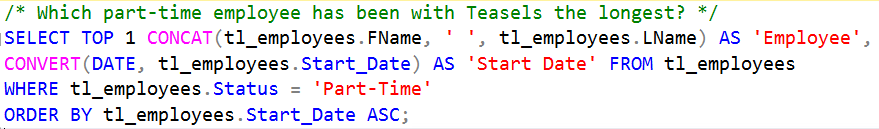 /* Which part-time employee has been with Teasels the longest? */
SELECT TOP 1 CONCAT(tl_employees.FName, ' ', tl_employees.LName) AS 'Employee',
CONVERT(DATE, tl_employees.Start_Date) AS 'Start Date' FROM tl_employees
WHERE tl_employees.Status = 'Part-Time'
ORDER BY tl_employees.Start_Date ASC;